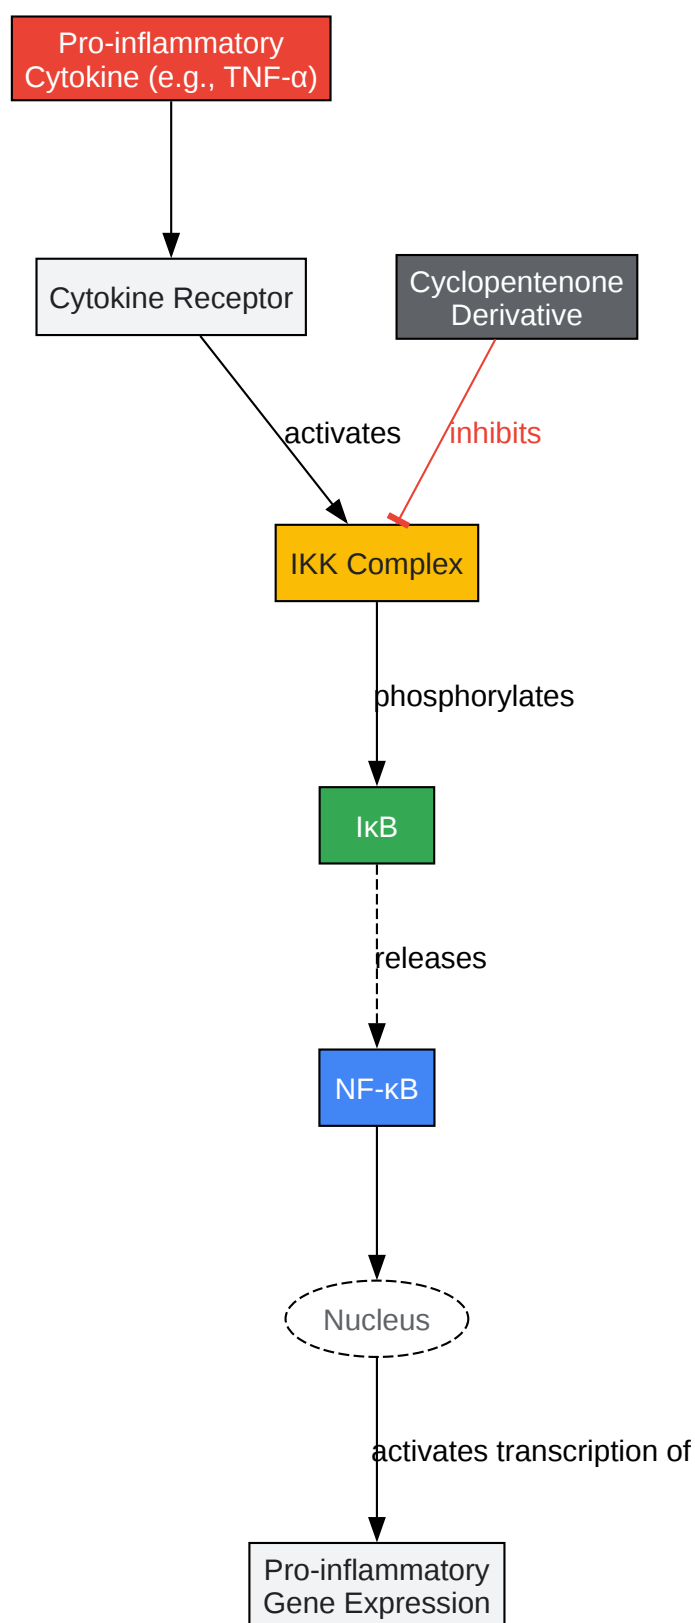 Pro-inflammatory
Cytokine (e.g., TNF-α)
Cytokine Receptor
Cyclopentenone
Derivative
activates
inhibits
IKK Complex
phosphorylates
IκB
releases
NF-κB
Nucleus
activates transcription of
Pro-inflammatory
Gene Expression